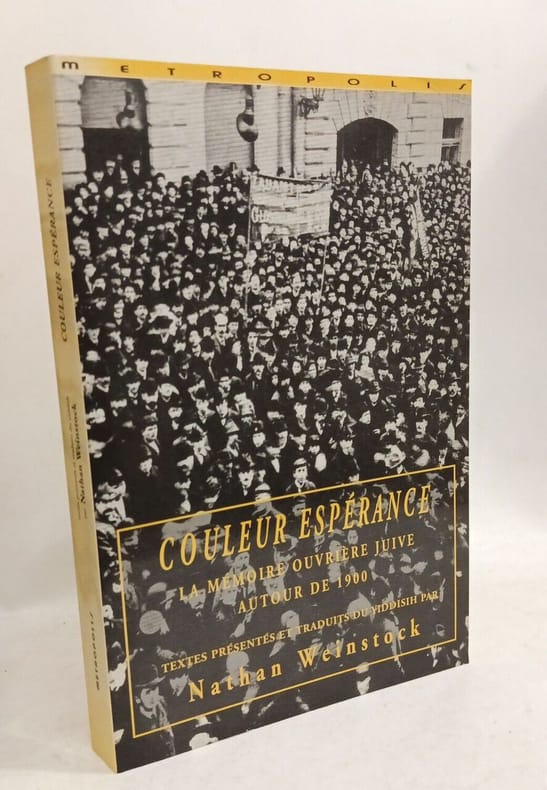 METROPOLIS
COULEUR ESPÉRANCE
LA MÉMOIRE OUVRIÈRE JUIVE
AUTOUR DE 1900
TEXTES PRÉSENTÉS ET TRADUITS DU YIDDISIH PAR
Nathan Weinstock
COULEUR ESPÉRANCE
Nathan Weinstock
METROPOLIS